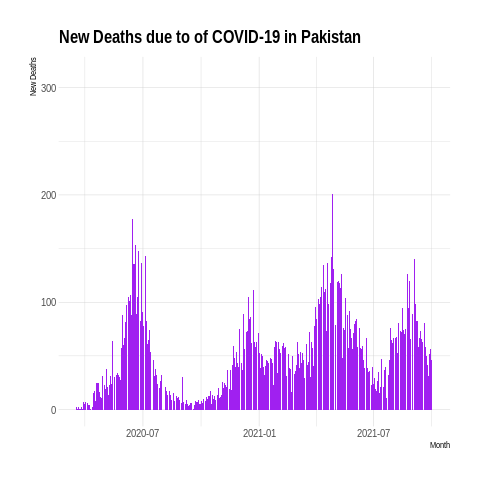 New Deaths due to of COVID-19 in Pakistan
New Deaths
300
200
100
0
2020-07
2021-01
2021-07
Month